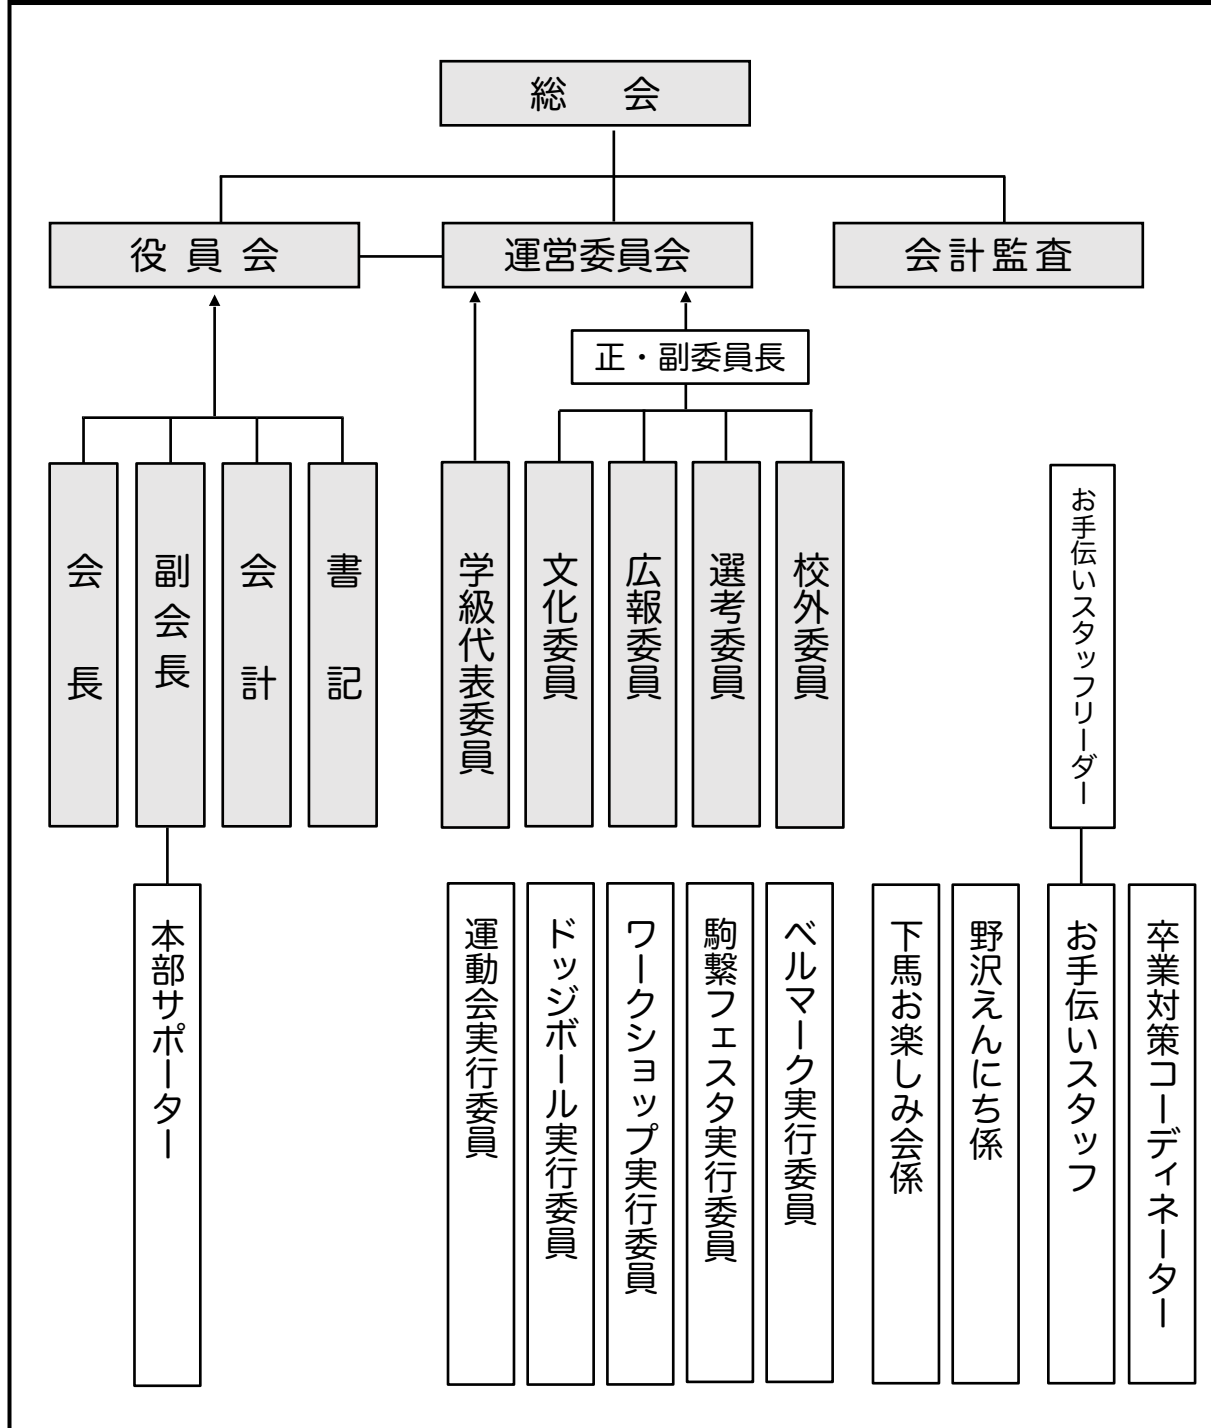 総会
役員会
運営委員会
会計監査
正・副委員長
会長
副会長
会計
書記
学級代表委員
文化委員
広報委員
選考委員
校外委員
お手伝いスタッフリーダー
本部サポーター
運動会実行委員
ドッジボール実行委員
ワークショップ実行委員
駒繋フェスタ実行委員
ベルマーク実行委員
下馬お楽しみ会係
野沢えんにち係
お手伝いスタッフ
卒業対策コーディネーター